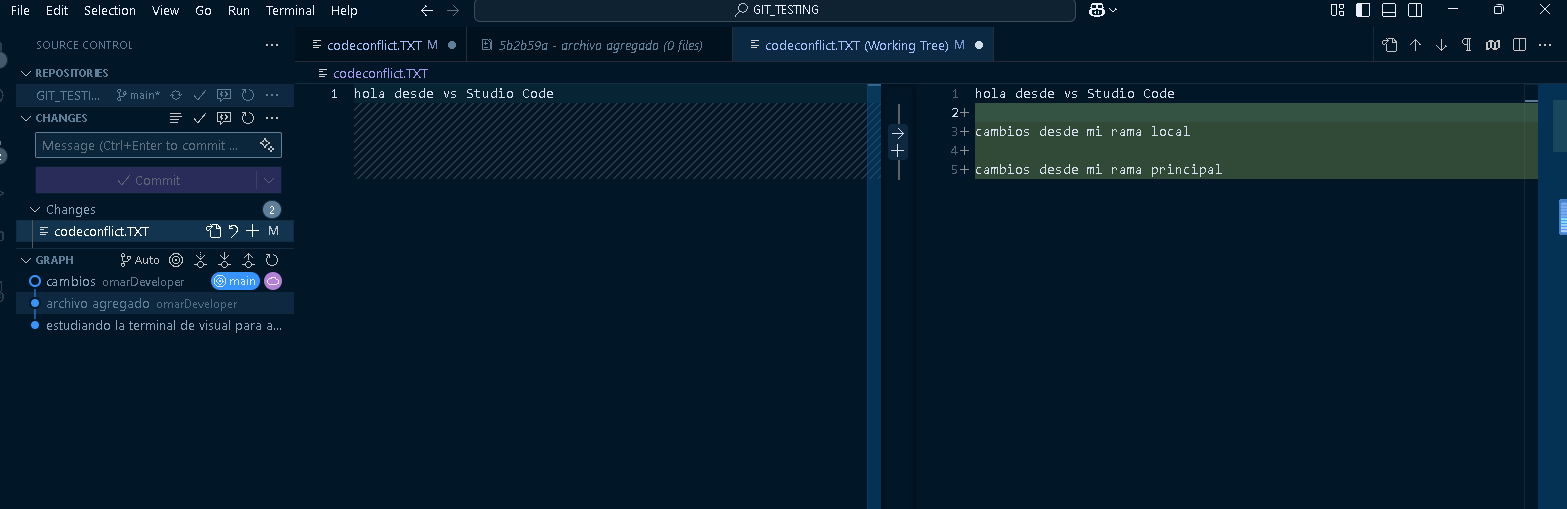 File Edit Selection View Go Run Terminal Help GIT_TESTING
SOURCE CONTROL
codeconflict.TXT M
5b2b59a - archivo agregado (0 files)
codeconflict.TXT (Working Tree) M
REPOSITORIES
GIT_TESTI... main*
CHANGES
Message (Ctrl+Enter to commit ...
Commit
Changes 2
codeconflict.TXT M
GRAPH Auto
cambios omarDeveloper main
archivo agregado omarDeveloper
estudiando la terminal de visual para a...
codeconflict.TXT
1 hola desde vs Studio Code
1 hola desde vs Studio Code
2+
3+ cambios desde mi rama local
4+
5+ cambios desde mi rama principal